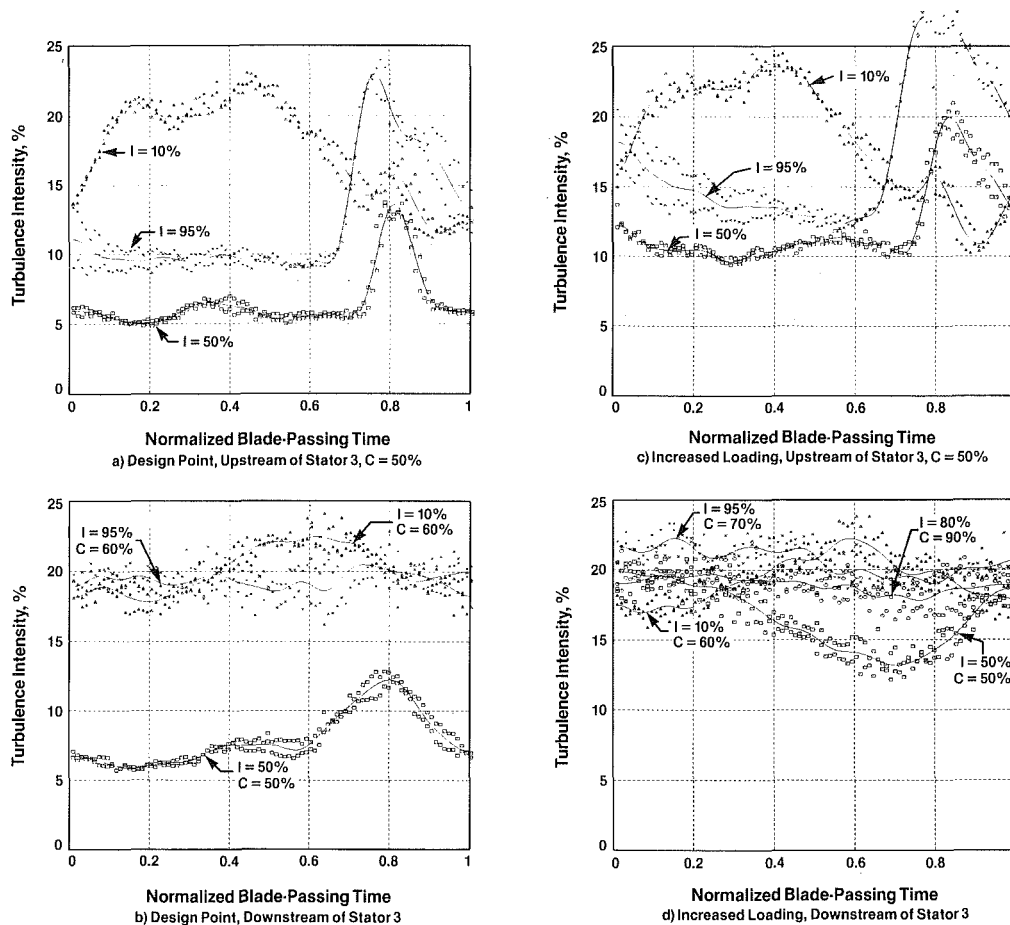 25
20
15
10
5
0
Turbulence Intensity, %
I = 10%
I = 95%
I = 50%
0
0.2
0.4
0.6
0.8
1
Normalized Blade-Passing Time
a) Design Point, Upstream of Stator 3, C = 50%
25
20
15
10
5
0
Turbulence Intensity, %
I = 10%
I = 95%
I = 50%
0
0.2
0.4
0.6
0.8
Normalized Blade-Passing Time
c) Increased Loading, Upstream of Stator 3, C = 50%
25
20
15
10
5
0
Turbulence Intensity, %
I = 95%
C = 60%
I = 10%
C = 60%
I = 50%
C = 50%
0
0.2
0.4
0.6
0.8
1
Normalized Blade-Passing Time
b) Design Point, Downstream of Stator 3
25
20
15
10
5
0
Turbulence Intensity, %
I = 95%
C = 70%
I = 80%
C = 90%
I = 10%
C = 60%
I = 50%
C = 50%
0
0.2
0.4
0.6
0.8
Normalized Blade-Passing Time
d) Increased Loading, Downstream of Stator 3